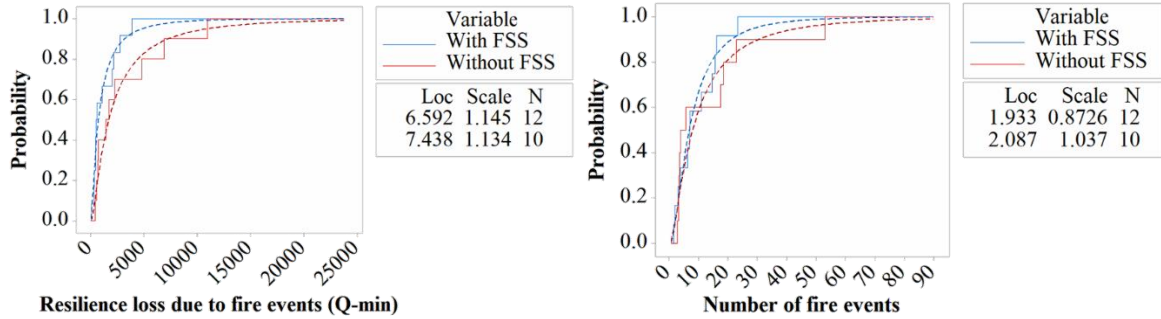 Probability
1.0
0.8
0.6
0.4
0.2
0.0
0
5000
10000
15000
20000
25000
Resilience loss due to fire events (Q-min)
Variable
With FSS
Without FSS
Loc Scale N
6.592 1.145 12
7.438 1.134 10
Probability
1.0
0.8
0.6
0.4
0.2
0.0
0
10
20
30
40
50
60
70
80
90
Number of fire events
Variable
With FSS
Without FSS
Loc Scale N
1.933 0.8726 12
2.087 1.037 10